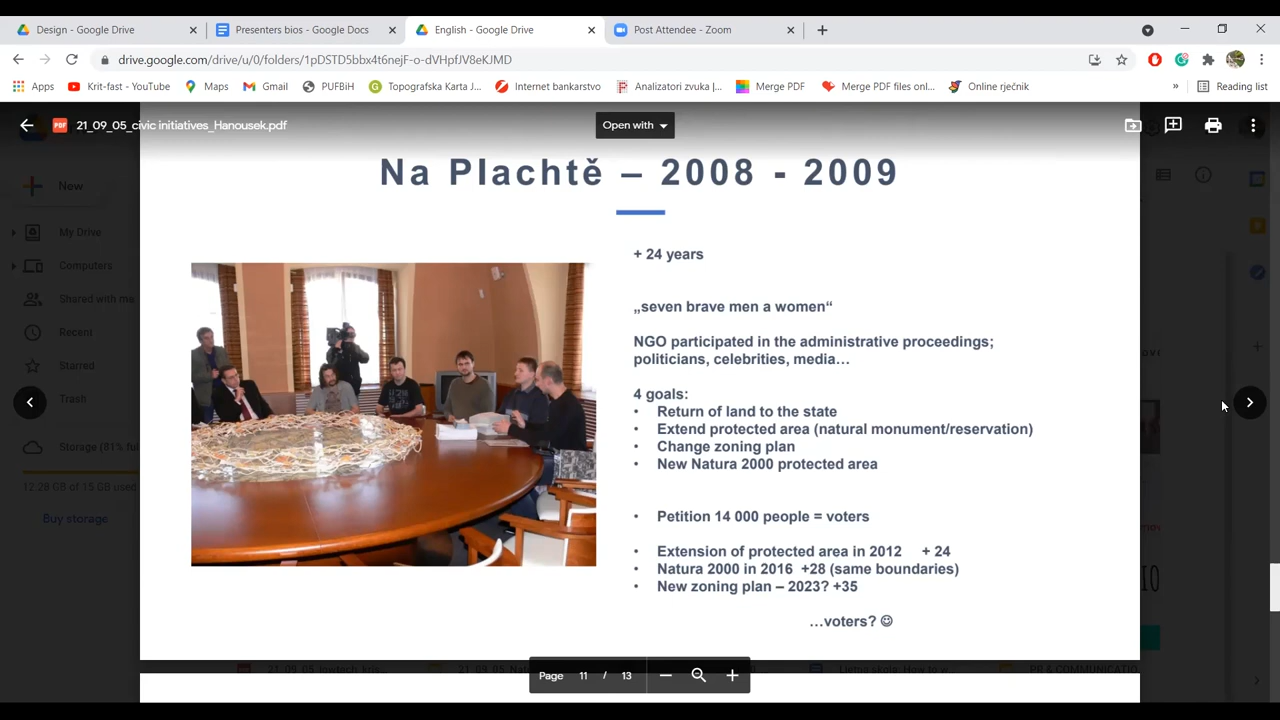 Design - Google Drive
Presenters bios - Google Docs
English - Google Drive
Post Attendee - Zoom
drive.google.com/drive/u/0/folders/1pDSTD5bbx4t6nejF-o-dVHpfJV8eKJMD
Apps
Krit-fast - YouTube
Maps
Gmail
PUFBiH
Topografska Karta J...
Internet bankarstvo
Analizatori zvuka |...
Merge PDF
Merge PDF files onl...
Online rječnik
»
Reading list
PDF
21_09_05_civic initiatives_Hanousek.pdf
Open with
New
My Drive
Computers
Shared with me
Recent
Starred
Trash
Storage (81% ful
12.28 GB of 15 GB used
Buy storage
Na Plachtě – 2008 - 2009
+ 24 years
„seven brave men a women“
NGO participated in the administrative proceedings;
politicians, celebrities, media…
4 goals:
• Return of land to the state
• Extend protected area (natural monument/reservation)
• Change zoning plan
• New Natura 2000 protected area
• Petition 14 000 people = voters
• Extension of protected area in 2012 + 24
• Natura 2000 in 2016 +28 (same boundaries)
• New zoning plan – 2023? +35
…voters? ☺
Page 11 / 13